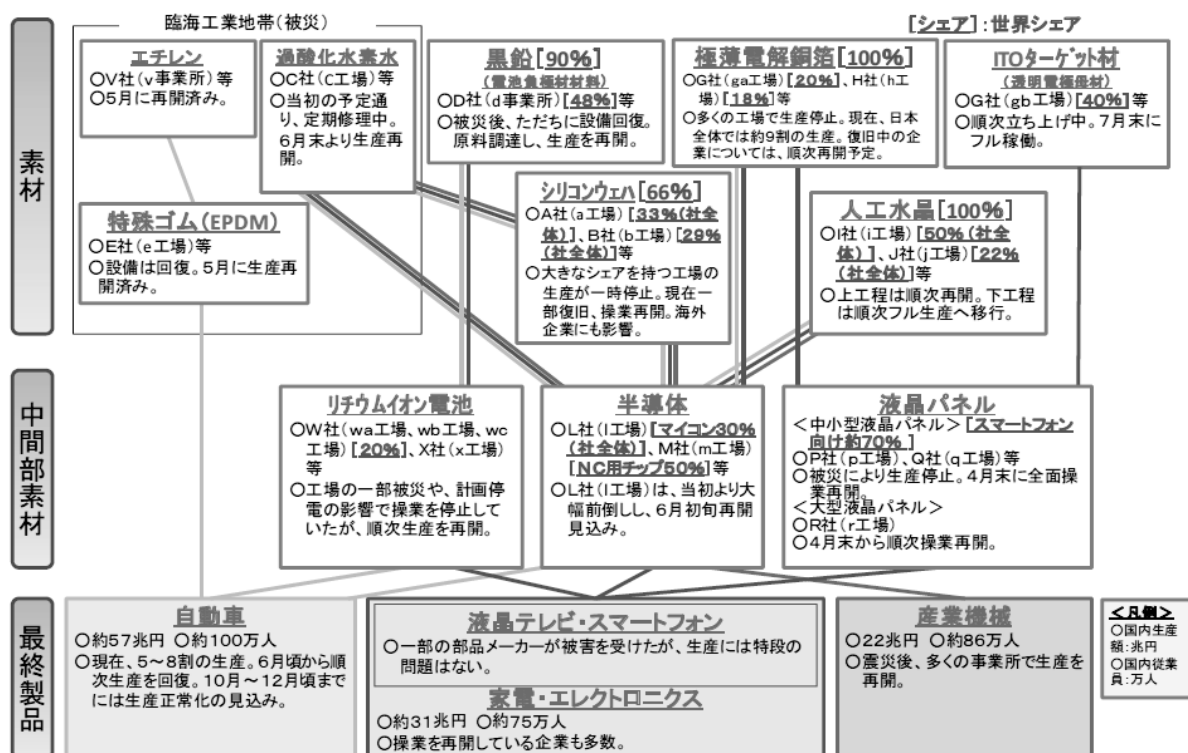 臨海工業地帯（被災）
[シェア]：世界シェア
素材
エチレン
○V社（v事業所）等
○5月に再開済み。
過酸化水素水
○C社（c工場）等
○当初の予定通
り、定期修理中。
6月末より生産再
開。
黒鉛[90%]
（電池負極材材料）
○D社（d事業所）[48%]等
○被災後、ただちに設備回復。
原料調達し、生産を再開。
極薄電解銅箔[100%]
○G社（ga工場）[20%]、H社（h工
場）[18%]等
○多くの工場で生産停止。現在、日本
全体では約9割の生産。復旧中の企
業については、順次再開予定。
ITOターゲット材
（透明電極母材）
○G社（gb工場）[40%]等
○順次立ち上げ中。7月末に
フル稼働。
特殊ゴム（EPDM）
○E社（e工場）等
○設備は回復。5月に生産再
開済み。
シリコンウェハ[66%]
○A社（a工場）[33%（社全
体）]、B社（b工場）[29%
（社全体）]等
○大きなシェアを持つ工場の
生産が一時停止。現在一
部復旧、操業再開。海外
企業にも影響。
人工水晶[100%]
○I社（i工場）[50%（社全
体）]、J社（j工場）[22%
（社全体）]等
○上工程は順次再開。下工程
は順次フル生産へ移行。
中間部素材
リチウムイオン電池
○W社（wa工場、wb工場、wc
工場）[20%]、X社（x工場）
等
○工場の一部被災や、計画停
電の影響で操業を停止して
いたが、順次生産を再開。
半導体
○L社（l工場）[マイコン30%
（社全体）]、M社（m工場）
[NC用チップ50%]等
○L社（l工場）は、当初より大
幅前倒しし、6月初旬再開
見込み。
液晶パネル
＜中小型液晶パネル＞[スマートフォン
向け約70% ]
○P社（p工場）、Q社（q工場）等
○被災により生産停止。4月末に全面操
業再開。
＜大型液晶パネル＞
○R社（r工場）
○4月末から順次操業再開。
最終製品
自動車
○約57兆円 ○約100万人
○現在、5～8割の生産。6月頃から順
次生産を回復。10月～12月頃まで
には生産正常化の見込み。
液晶テレビ・スマートフォン
○一部の部品メーカーが被害を受けたが、生産には特段の
問題はない。
家電・エレクトロニクス
○約31兆円 ○約75万人
○操業を再開している企業も多数。
産業機械
○22兆円 ○約86万人
○震災後、多くの事業所で生産を
再開。
＜凡例＞
○国内生産
額：兆円
○国内従業
員：万人